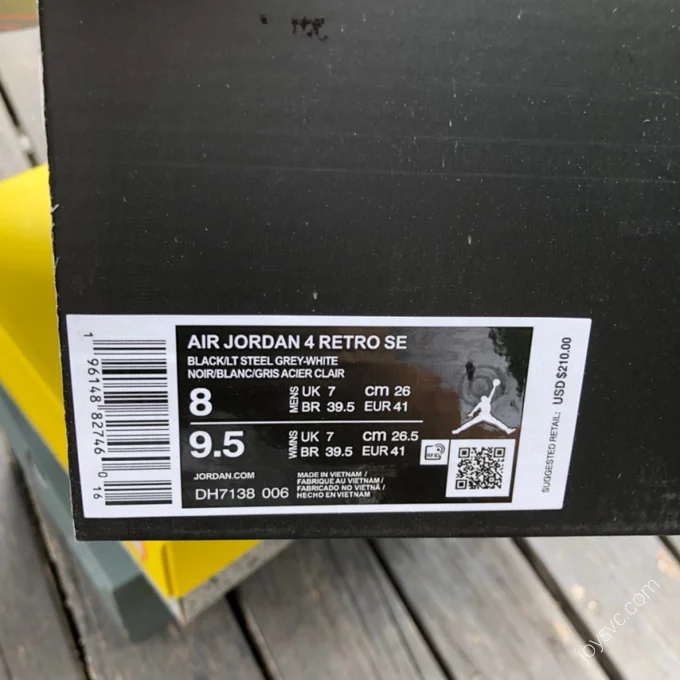 AIR JORDAN 4 RETRO SE
BLACK/LT STEEL GREY-WHITE
NOIR/BLANC/GRIS ACIER CLAIR
8 MENS UK 7 cm 26
BR 39.5 EUR 41
9.5 WMNS UK 7 cm 26.5
BR 39.5 EUR 41
JORDAN.COM
DH7138 006
MADE IN VIETNAM /
FABRIQUE AU VIETNAM /
FABRICADO NO VIETNÃ /
HECHO EN VIETNAM
RFID
SUGGESTED RETAIL: USD $210.00
1 96148 82746 0 16
joysvc.com